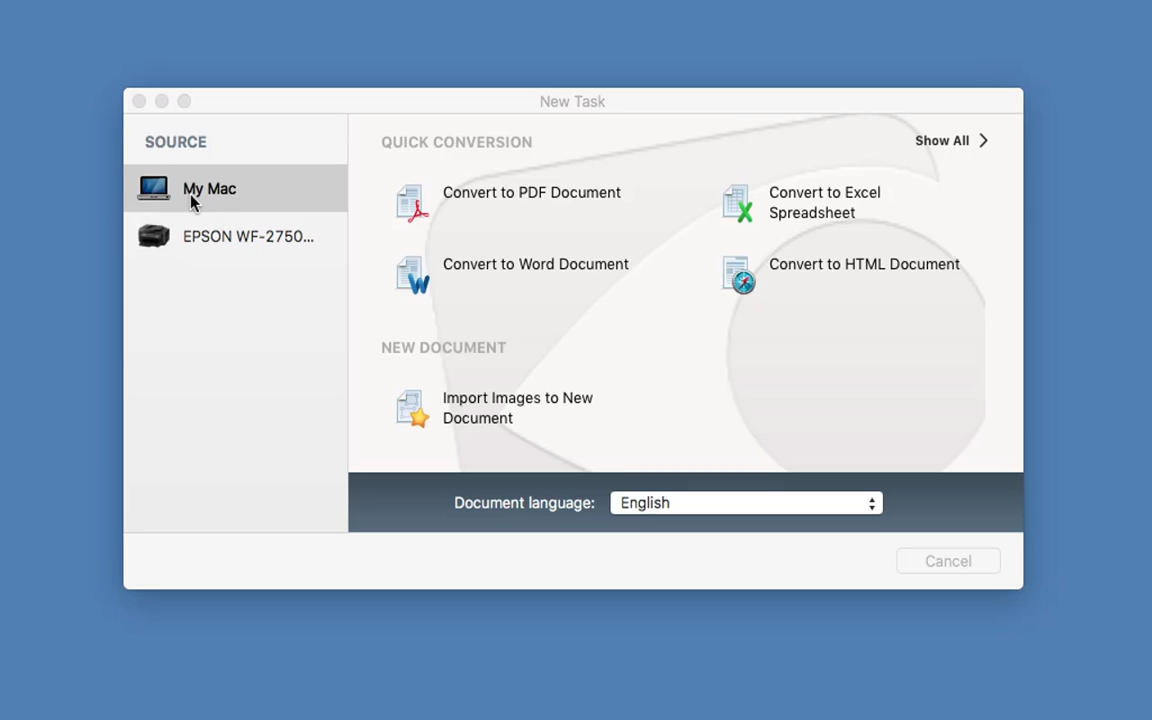 New Task
SOURCE
My Mac
EPSON WF-2750...
QUICK CONVERSION
Show All
Convert to PDF Document
Convert to Excel
Spreadsheet
Convert to Word Document
Convert to HTML Document
NEW DOCUMENT
Import Images to New
Document
Document language:
English
Cancel